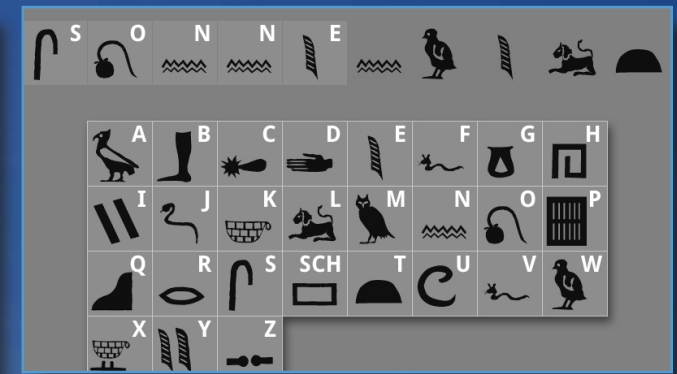 S O N N E
A B C D E F G H
I J K L M N O P
Q R S SCH T U V W
X Y Z